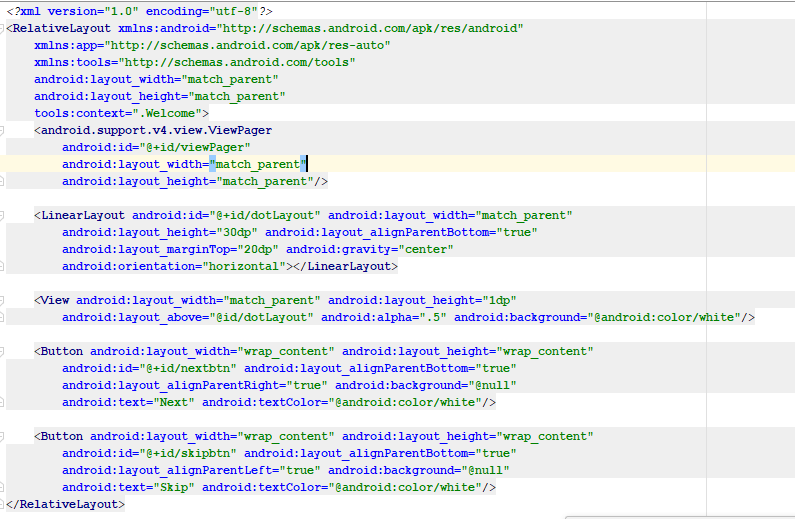 <?xml version="1.0" encoding="utf-8"?>
<RelativeLayout xmlns:android="http://schemas.android.com/apk/res/android"
    xmlns:app="http://schemas.android.com/apk/res-auto"
    xmlns:tools="http://schemas.android.com/tools"
    android:layout_width="match_parent"
    android:layout_height="match_parent"
    tools:context=".Welcome">
    <android.support.v4.view.ViewPager
        android:id="@+id/viewPager"
        android:layout_width="match_parent"
        android:layout_height="match_parent"/>

    <LinearLayout android:id="@+id/dotLayout" android:layout_width="match_parent"
        android:layout_height="30dp" android:layout_alignParentBottom="true"
        android:layout_marginTop="20dp" android:gravity="center"
        android:orientation="horizontal"></LinearLayout>

    <View android:layout_width="match_parent" android:layout_height="1dp"
        android:layout_above="@id/dotLayout" android:alpha=".5" android:background="@android:color/white"/>

    <Button android:layout_width="wrap_content" android:layout_height="wrap_content"
        android:id="@+id/nextbtn" android:layout_alignParentBottom="true"
        android:layout_alignParentRight="true" android:background="@null"
        android:text="Next" android:textColor="@android:color/white"/>

    <Button android:layout_width="wrap_content" android:layout_height="wrap_content"
        android:id="@+id/skipbtn" android:layout_alignParentBottom="true"
        android:layout_alignParentLeft="true" android:background="@null"
        android:text="Skip" android:textColor="@android:color/white"/>
</RelativeLayout>